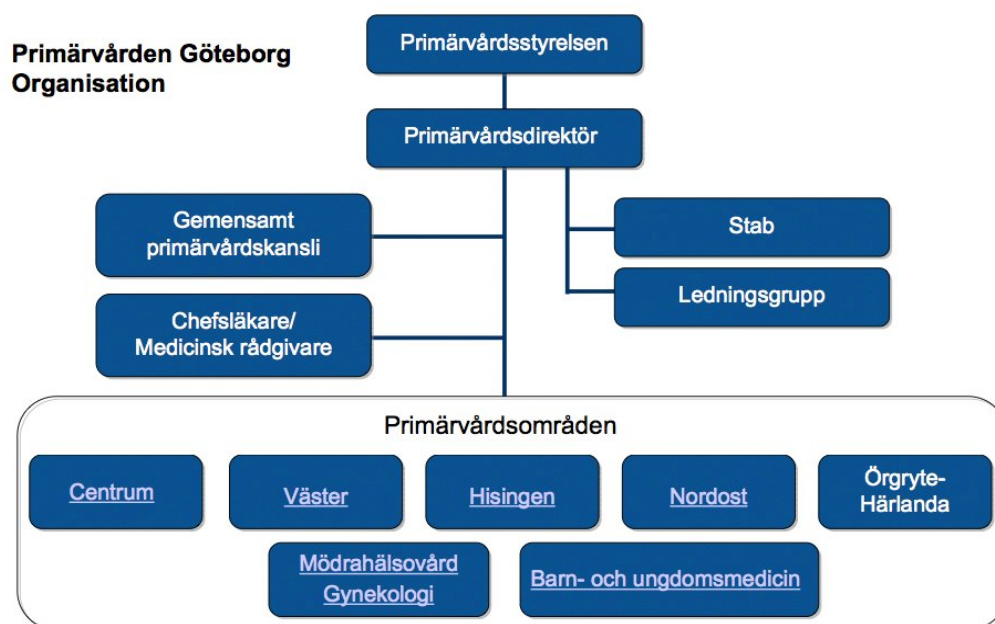 Primärvården Göteborg
Organisation
Primärvårdsstyrelsen
Primärvårdsdirektör
Gemensamt
primärvårdskansli
Stab
Ledningsgrupp
Chefsläkare/
Medicinsk rådgivare
Primärvårdsområden
Centrum
Väster
Hisingen
Nordost
Örgryte-
Härlanda
Mödrahälsovård
Gynekologi
Barn- och ungdomsmedicin